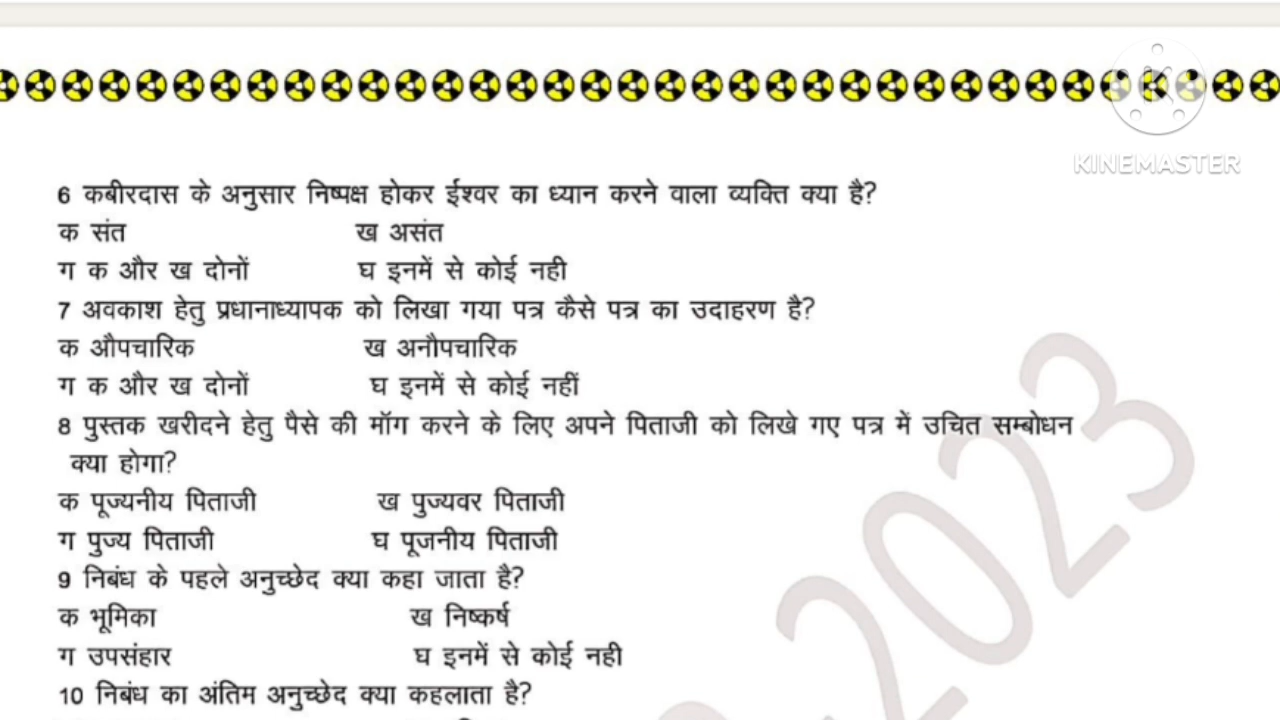 KINEMASTER
6 कबीरदास के अनुसार निष्पक्ष होकर ईश्वर का ध्यान करने वाला व्यक्ति क्या है?
क संत ख असंत
ग क और ख दोनों घ इनमें से कोई नही
7 अवकाश हेतु प्रधानाध्यापक को लिखा गया पत्र कैसे पत्र का उदाहरण है?
क औपचारिक ख अनौपचारिक
ग क और ख दोनों घ इनमें से कोई नहीं
8 पुस्तक खरीदने हेतु पैसे की मॉग करने के लिए अपने पिताजी को लिखे गए पत्र में उचित सम्बोधन
क्या होगा?
क पूज्यनीय पिताजी ख पुज्यवर पिताजी
ग पुज्य पिताजी घ पूजनीय पिताजी
9 निबंध के पहले अनुच्छेद क्या कहा जाता है?
क भूमिका ख निष्कर्ष
ग उपसंहार घ इनमें से कोई नही
10 निबंध का अंतिम अनुच्छेद क्या कहलाता है?
2023